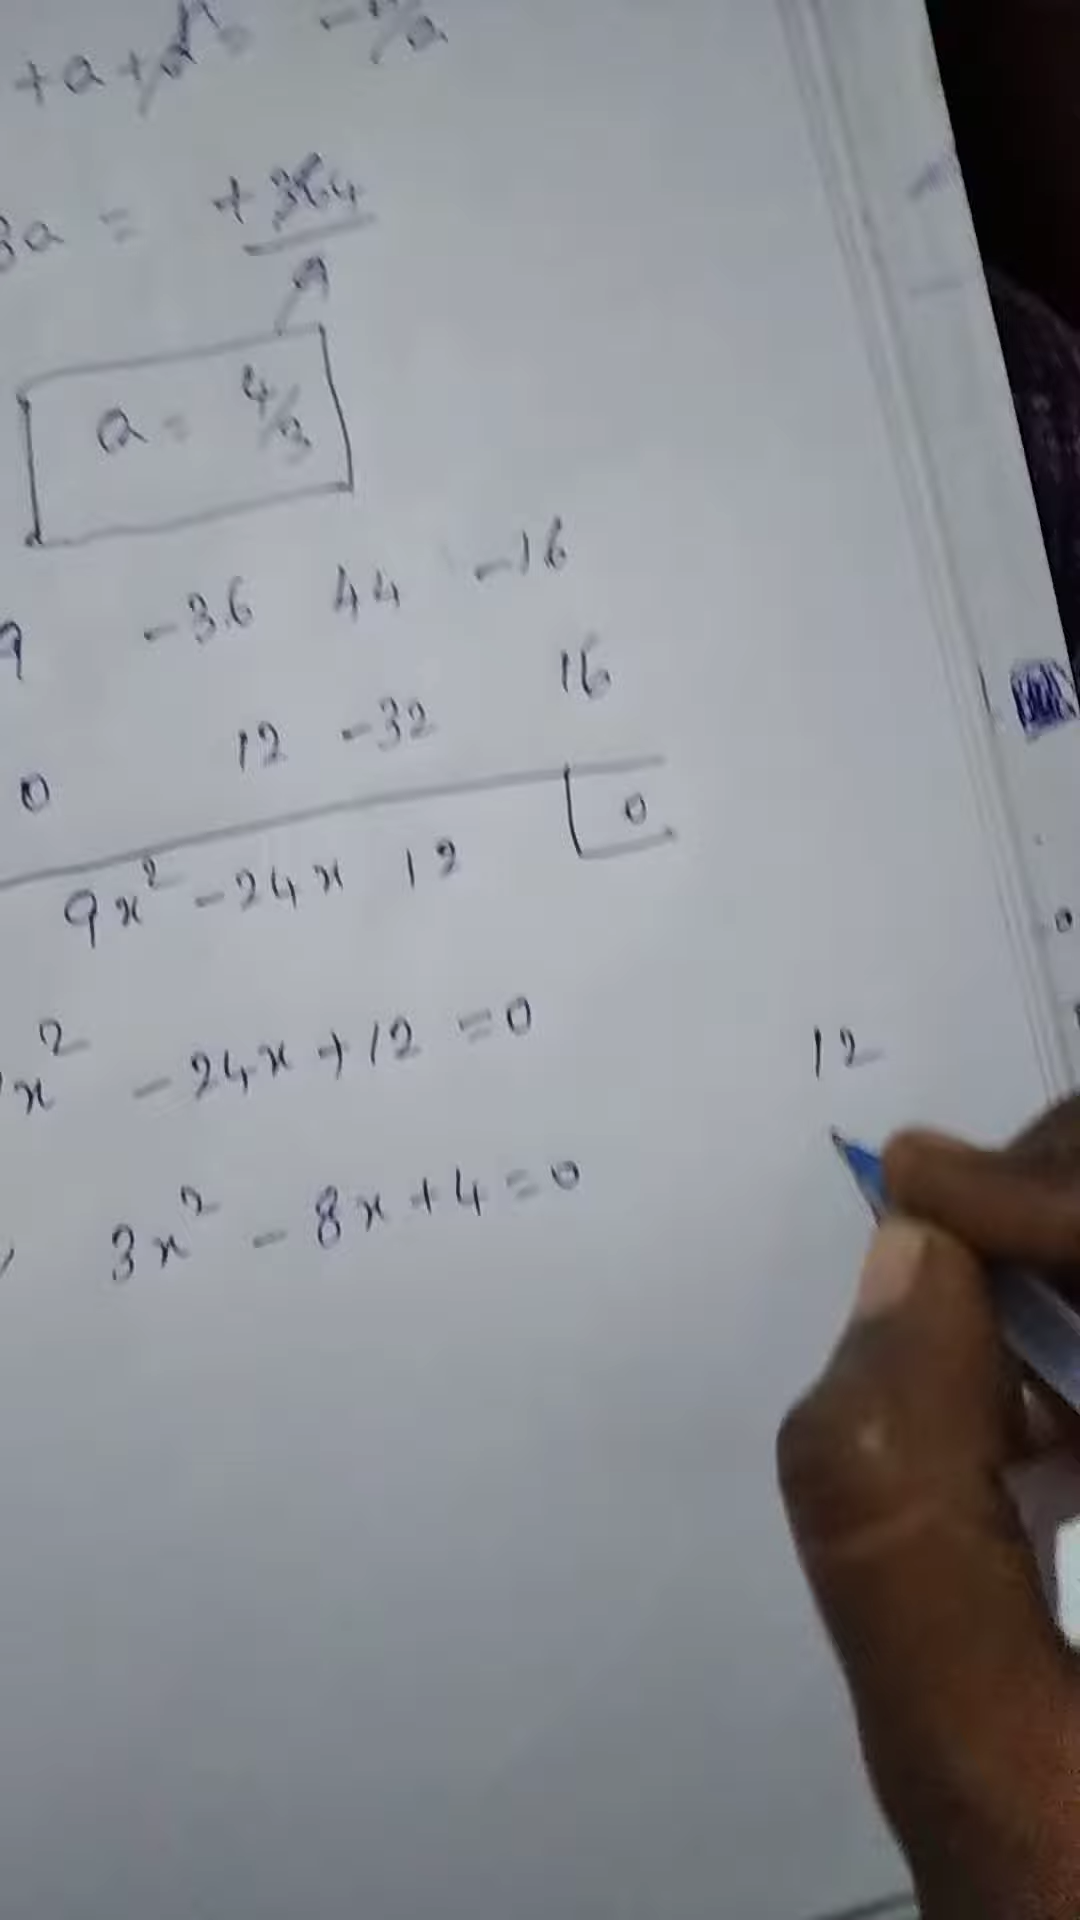 +a+d = -b/a
3a = +364/9
a = 4/3
9 -36 44 -16
0 12 -32 16
9x² -24x 12 0
x² - 24x + 12 = 0
12
3x² - 8x + 4 = 0